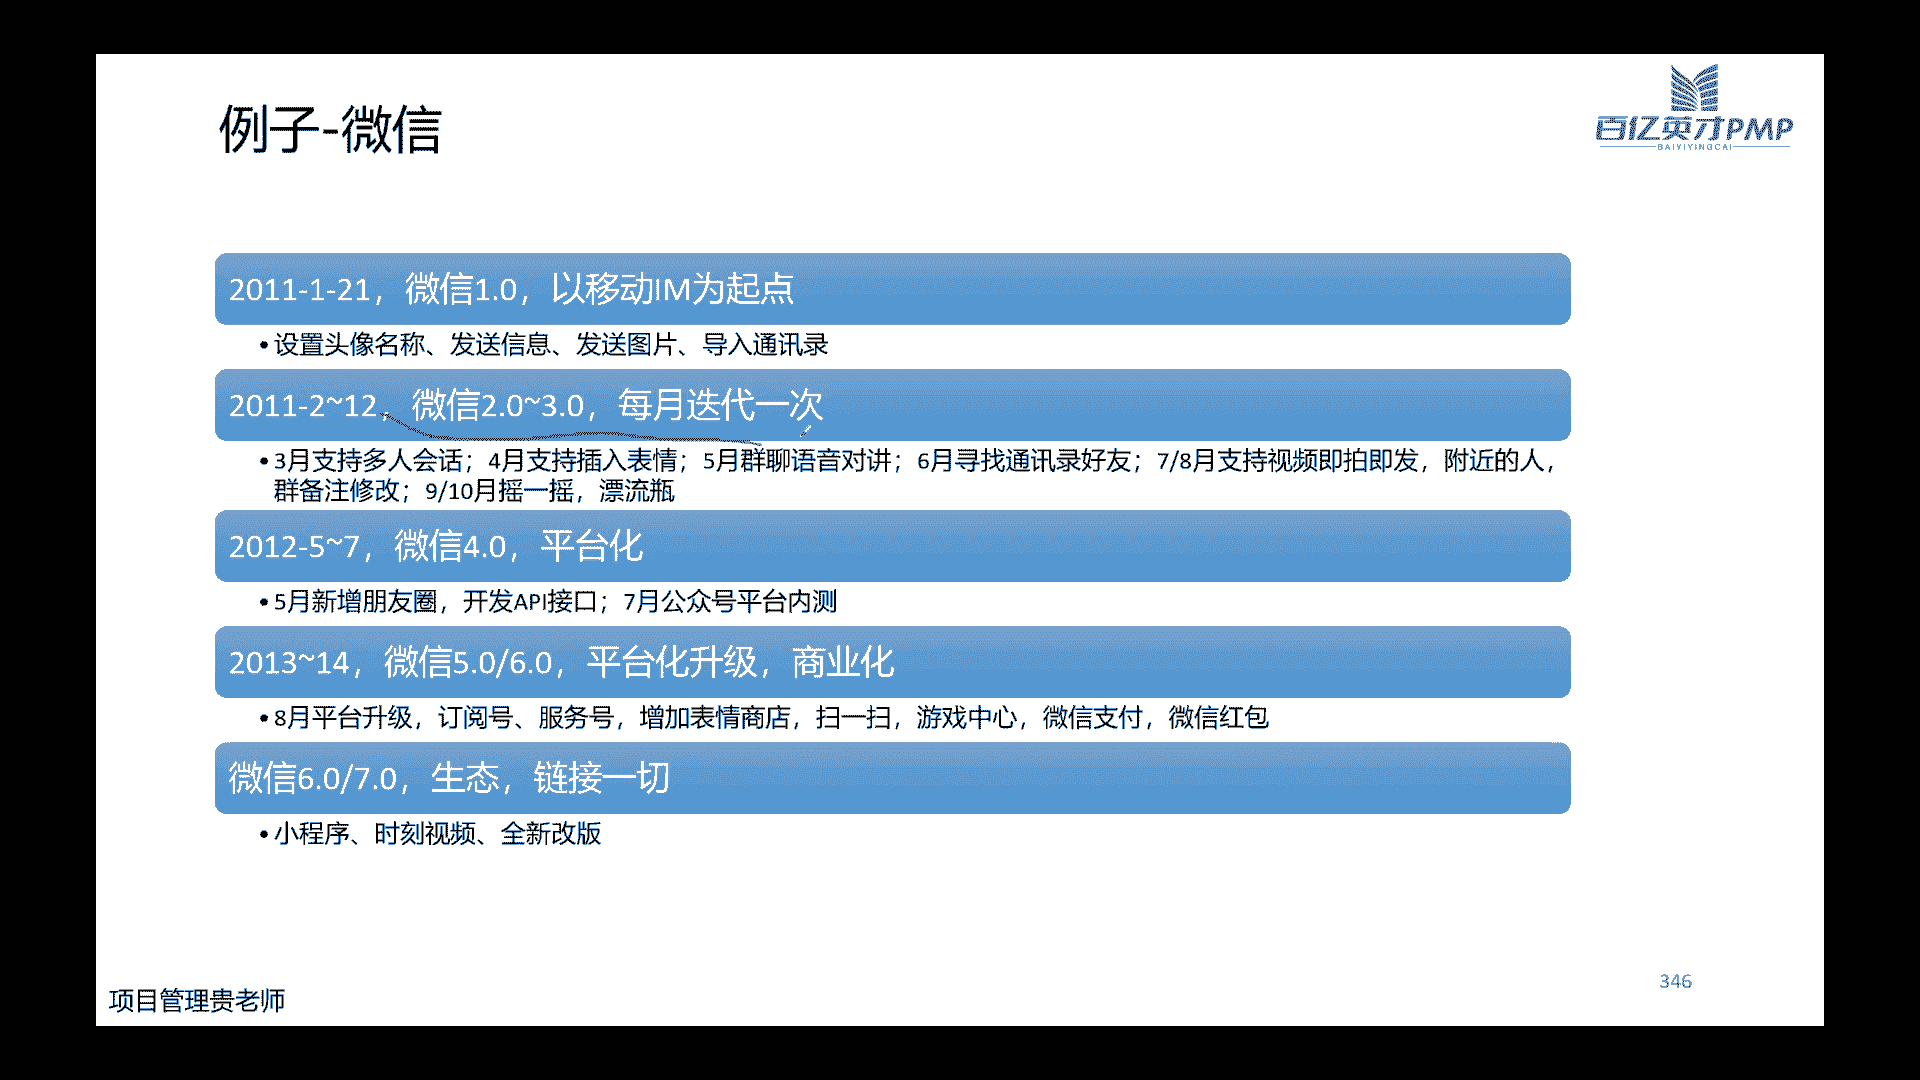 例子-微信
百亿英才PMP
BAIYIYINGCAI
2011-1-21，微信1.0，以移动IM为起点
•设置头像名称、发送信息、发送图片、导入通讯录
2011-2~12，微信2.0~3.0，每月迭代一次
•3月支持多人会话；4月支持插入表情；5月群聊语音对讲；6月寻找通讯录好友；7/8月支持视频即拍即发，附近的人，
群备注修改；9/10月摇一摇，漂流瓶
2012-5~7，微信4.0，平台化
•5月新增朋友圈，开发API接口；7月公众号平台内测
2013~14，微信5.0/6.0，平台化升级，商业化
•8月平台升级，订阅号、服务号，增加表情商店，扫一扫，游戏中心，微信支付，微信红包
微信6.0/7.0，生态，链接一切
•小程序、时刻视频、全新改版
346
项目管理贵老师